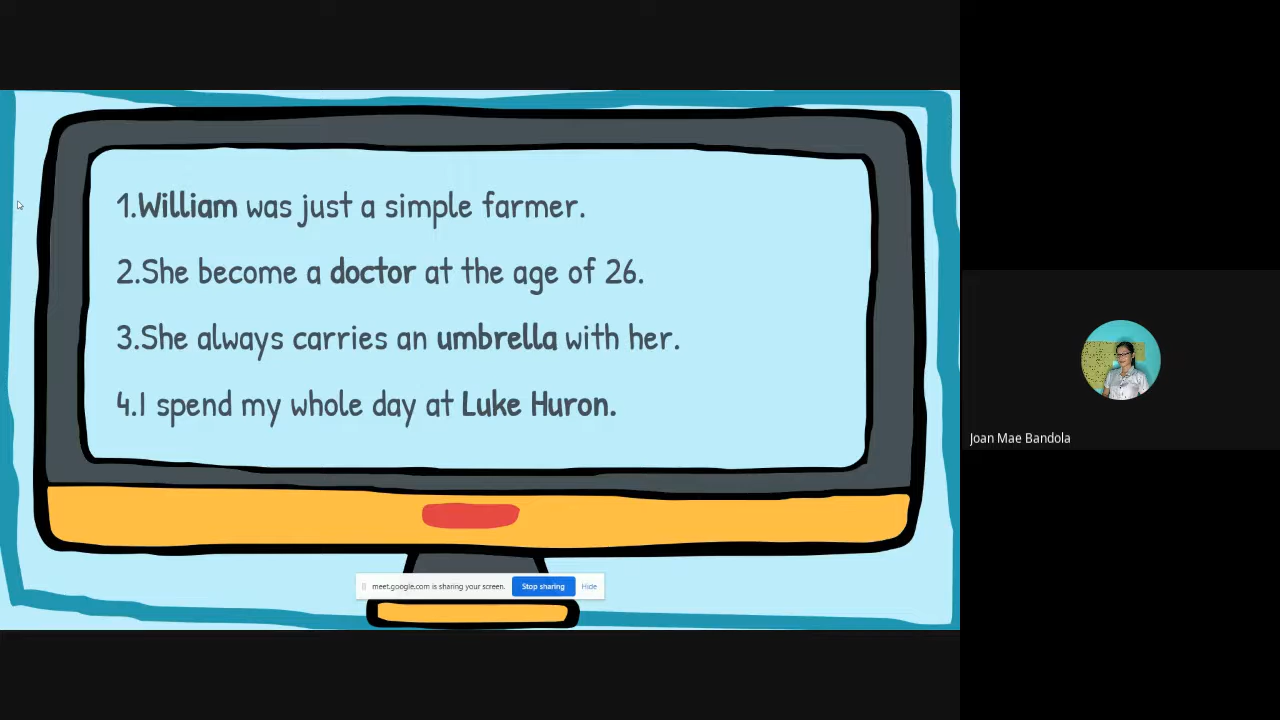 1.William was just a simple farmer.
2.She become a doctor at the age of 26.
3.She always carries an umbrella with her.
4.I spend my whole day at Luke Huron.
Joan Mae Bandola
meet.google.com is sharing your screen. Stop sharing Hide